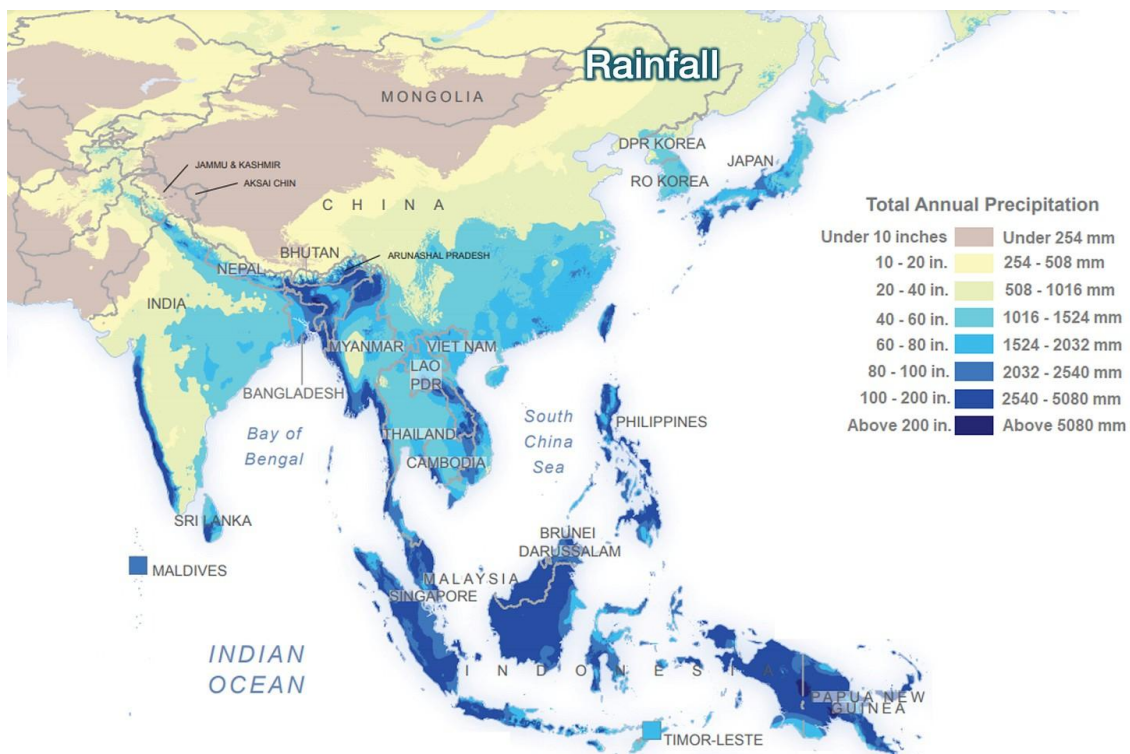 Rainfall
MONGOLIA
DPR KOREA
JAPAN
JAMMU & KASHMIR
RO KOREA
AKSAI CHIN
CHINA
Total Annual Precipitation
Under 10 inches Under 254 mm
10 - 20 in. 254 - 508 mm
20 - 40 in. 508 - 1016 mm
40 - 60 in. 1016 - 1524 mm
60 - 80 in. 1524 - 2032 mm
80 - 100 in. 2032 - 2540 mm
100 - 200 in. 2540 - 5080 mm
Above 200 in. Above 5080 mm
BHUTAN
ARUNASHAL PRADESH
NEPAL
INDIA
MYANMAR
VIET NAM
LAO
PDR
BANGLADESH
Bay of
Bengal
South
China
Sea
PHILIPPINES
THAILAND
CAMBODIA
SRI LANKA
BRUNEI
DARUSSALAM
MALDIVES
MALAYSIA
SINGAPORE
INDIAN
OCEAN
INDONESIA
PAPUA NEW
GUINEA
TIMOR-LESTE